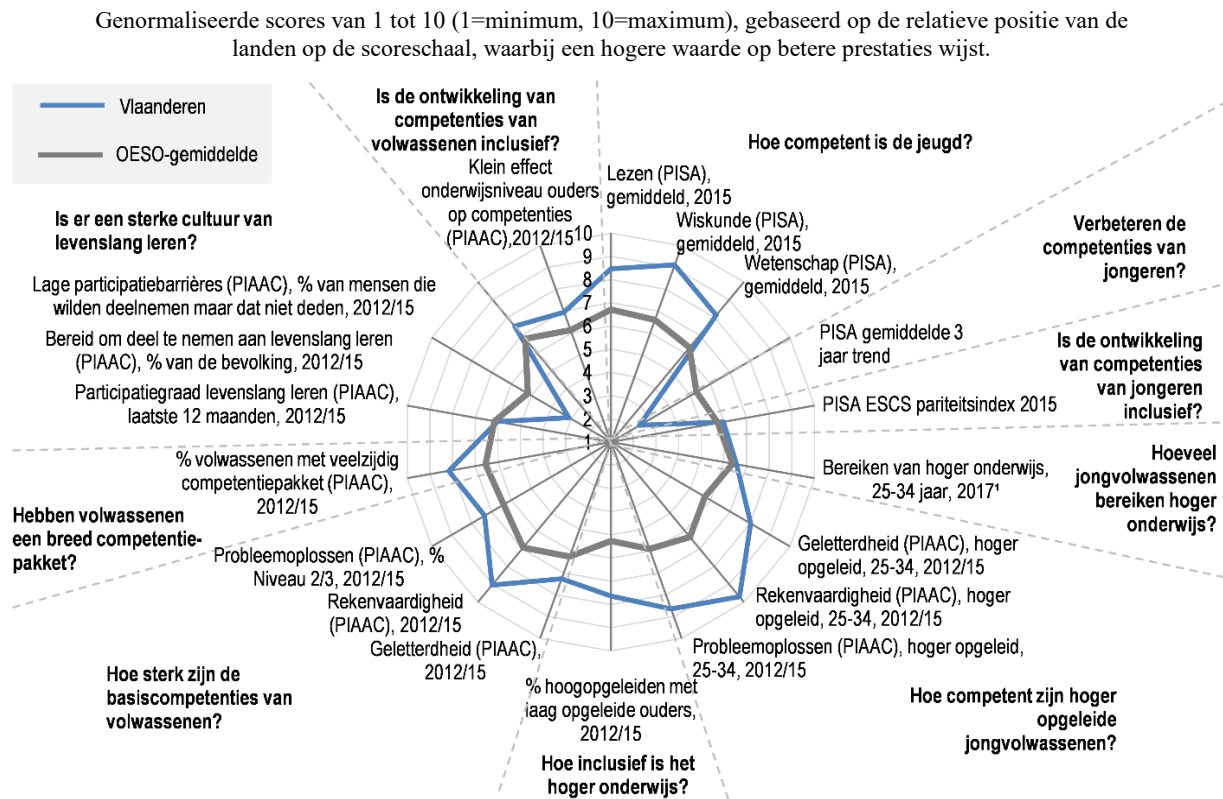 Genormaliseerde scores van 1 tot 10 (1=minimum, 10=maximum), gebaseerd op de relatieve positie van de
landen op de scoreschaal, waarbij een hogere waarde op betere prestaties wijst.
Vlaanderen
OESO-gemiddelde
Is de ontwikkeling van
competenties van
volwassenen inclusief?
Klein effect
onderwijsniveau ouders
op competenties
(PIAAC),2012/15
Hoe competent is de jeugd?
Lezen (PISA),
gemiddeld, 2015
Wiskunde (PISA),
gemiddeld, 2015
Wetenschap (PISA),
gemiddeld, 2015
Verbeteren de
competenties van
jongeren?
PISA gemiddelde 3
jaar trend
Is de ontwikkeling
van competenties
van jongeren
inclusief?
PISA ESCS pariteitsindex 2015
Hoeveel
jongvolwassenen
bereiken hoger
onderwijs?
Bereiken van hoger onderwijs,
25-34 jaar, 2017¹
Geletterdheid (PIAAC), hoger
opgeleid, 25-34, 2012/15
Rekenvaardigheid (PIAAC), hoger
opgeleid, 25-34, 2012/15
Probleemoplossen (PIAAC), hoger opgeleid,
25-34, 2012/15
Hoe competent zijn hoger
opgeleide
jongvolwassenen?
% hoogopgeleiden met
laag opgeleide ouders,
2012/15
Hoe inclusief is het
hoger onderwijs?
Geletterdheid (PIAAC),
2012/15
Rekenvaardigheid
(PIAAC), 2012/15
Probleemoplossen (PIAAC), %
Niveau 2/3, 2012/15
Hoe sterk zijn de
basiscompetenties van
volwassenen?
% volwassenen met veelzijdig
competentiepakket (PIAAC),
2012/15
Hebben volwassenen
een breed competentie-
pakket?
Participatiegraad levenslang leren (PIAAC),
laatste 12 maanden, 2012/15
Bereid om deel te nemen aan levenslang leren
(PIAAC), % van de bevolking, 2012/15
Lage participatiebarrières (PIAAC), % van mensen die
wilden deelnemen maar dat niet deden, 2012/15
Is er een sterke cultuur van
levenslang leren?
10
9
8
7
6
5
4
3
2
1